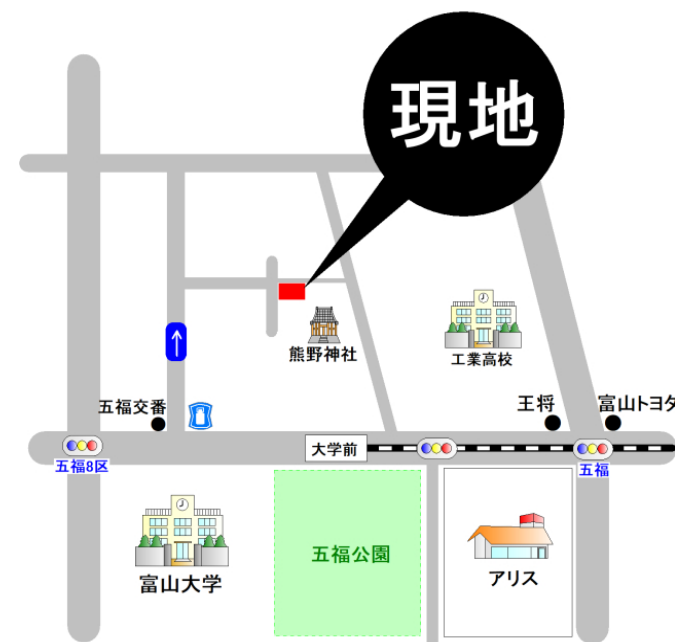 現地
熊野神社
工業高校
五福交番
王将
富山トヨタ
大学前
五福8区
五福
富山大学
五福公園
アリス